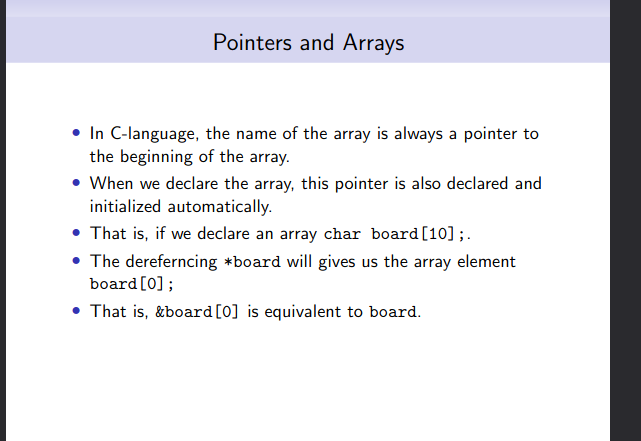 Pointers and Arrays
• In C-language, the name of the array is always a pointer to
the beginning of the array.
• When we declare the array, this pointer is also declared and
initialized automatically.
• That is, if we declare an array char board[10];.
• The dereferncing *board will gives us the array element
board[0];
• That is, &board[0] is equivalent to board.